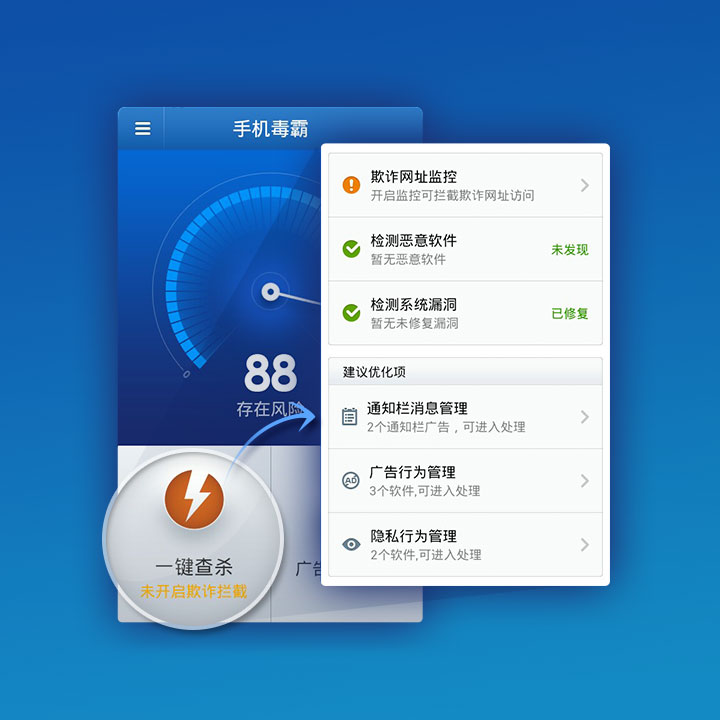 手机毒霸
0
88
存在风险
一键查杀
未开启欺诈拦截
广告
欺诈网址监控
开启监控可拦截欺诈网址访问
检测恶意软件
暂无恶意软件
未发现
检测系统漏洞
暂无未修复漏洞
已修复
建议优化项
通知栏消息管理
2个通知栏广告，可进入处理
AD
广告行为管理
3个软件,可进入处理
隐私行为管理
2个软件,可进入处理